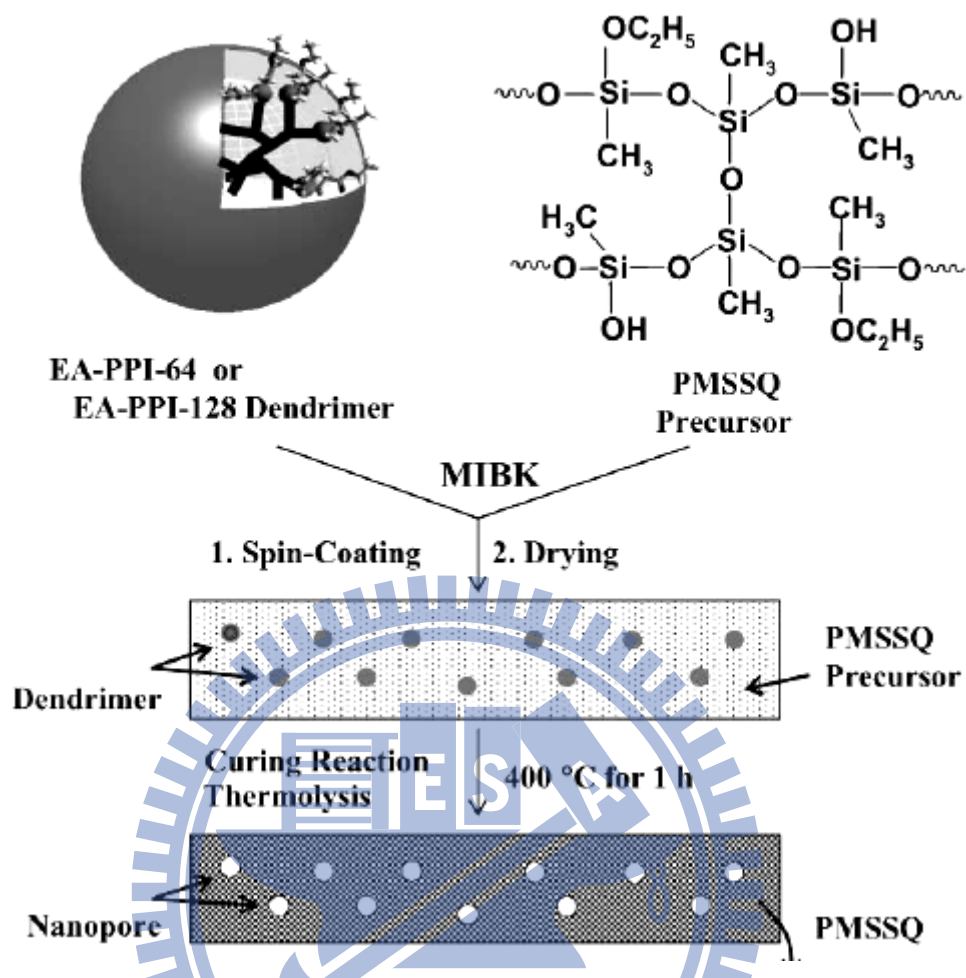 OC₂H₅
CH₃
OH
O Si O Si O Si O
CH₃
CH₃
O
H₃C
CH₃
O Si O Si O Si O
CH₃
OH
OC₂H₅
EA-PPI-64 or
EA-PPI-128 Dendrimer
PMSSQ
Precursor
MIBK
1. Spin-Coating
2. Drying
Dendrimer
PMSSQ
Precursor
Curing Reaction
Thermolysis
400 °C for 1 h
E S A
8
Nanopore
PMSSQ